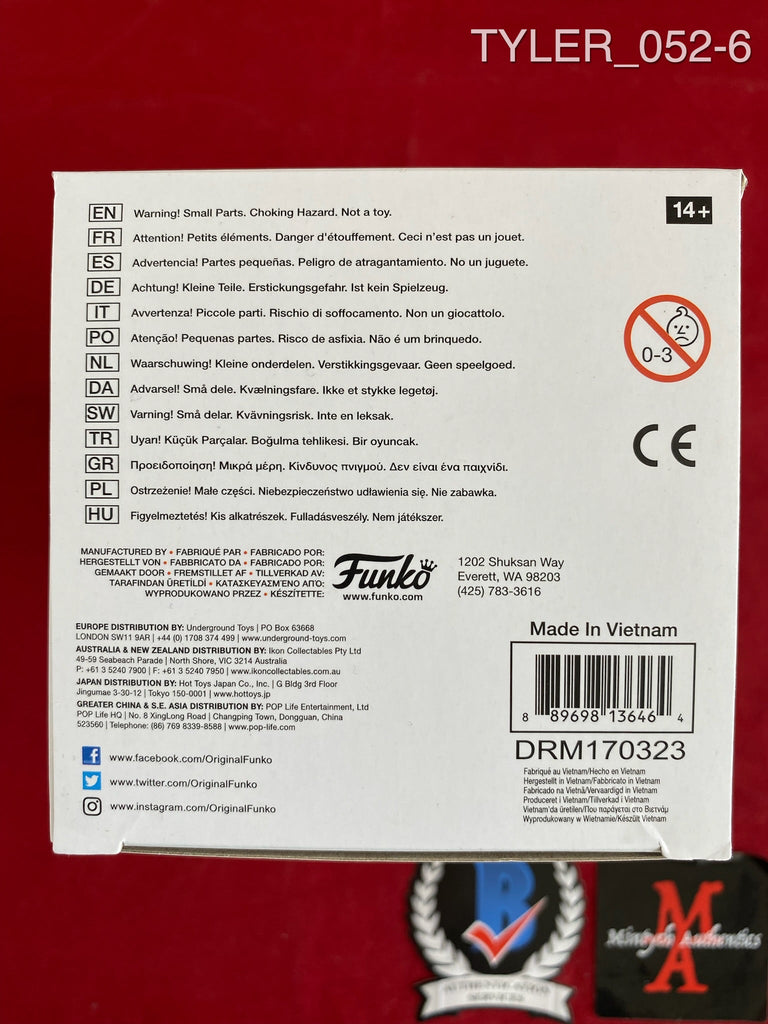 TYLER_052-6
EN Warning! Small Parts. Choking Hazard. Not a toy.
14+
FR Attention! Petits éléments. Danger d'étouffement. Ceci n'est pas un jouet.
ES Advertencia! Partes pequeñas. Peligro de atragantamiento. No un juguete.
DE Achtung! Kleine Teile. Erstickungsgefahr. Ist kein Spielzeug.
IT Avvertenza! Piccole parti. Rischio di soffocamento. Non un giocattolo.
PO Atenção! Pequenas partes. Risco de asfixia. Não é um brinquedo.
NL Waarschuwing! Kleine onderdelen. Verstikkingsgevaar. Geen speelgoed.
DA Advarsel! Små dele. Kvælningsfare. Ikke et stykke legetøj.
SW Varning! Små delar. Kvävningsrisk. Inte en leksak.
TR Uyan! Küçük Parçalar. Boğulma tehlikesi. Bir oyuncak.
GR Προειδοποίηση! Μικρά μέρη. Κίνδυνος πνιγμού. Δεν είναι ένα παιχνίδι.
PL Ostrzeżenie! Małe części. Niebezpieczeństwo udławienia się. Nie zabawka.
HU Figyelmeztetés! Kis alkatrészek. Fulladásveszély. Nem játékszer.
0-3
CE
MANUFACTURED BY • FABRIQUÉ PAR • FABRICADO POR:
HERGESTELLT VON • FABBRICATO DA • FABRICADO POR:
GEMAAKT DOOR • FREMSTILLET AF • TILLVERKAD AV:
TARAFINDAN ÜRETİLDİ • ΚΑΤΑΣΚΕΥΑΣΜΈΝΟ ΑΠΌ:
WYPRODUKOWANO PRZEZ • KÉSZÍTETTE:
Funko
www.funko.com
1202 Shuksan Way
Everett, WA 98203
(425) 783-3616
EUROPE DISTRIBUTION BY: Underground Toys | PO Box 63668
LONDON SW11 9AR | +44 (0) 1708 374 499 | www.underground-toys.com
AUSTRALIA & NEW ZEALAND DISTRIBUTION BY: Ikon Collectables Pty Ltd
49-59 Seabeach Parade | North Shore, VIC 3214 Australia
P: +61 3 5240 7900 | F: +61 3 5240 7950 | www.ikoncollectables.com.au
JAPAN DISTRIBUTION BY: Hot Toys Japan Co., Inc. | G Bldg 3rd Floor
Jingumae 3-30-12 | Tokyo 150-0001 | www.hottoys.jp
GREATER CHINA & S.E. ASIA DISTRIBUTION BY: POP Life Entertainment, Ltd
POP Life HQ | No. 8 XingLong Road | Changping Town, Dongguan, China
523560 | Telephone: (86) 769 8339-8588 | www.pop-life.com
www.facebook.com/OriginalFunko
www.twitter.com/OriginalFunko
www.instagram.com/OriginalFunko
Made In Vietnam
8 89698 13646 4
DRM170323
Fabriqué au Vietnam/Hecho en Vietnam
Hergestellt in Vietnam/Fabbricato in Vietnam
Fabricado na Vietnã/Vervaardigd in Vietnam
Produceret i Vietnam/Tillverkad i Vietnam
Vietnam'da üretilen/Που παράγεται στο Βιετνάμ
Wyprodukowany w Wietnamie/Készült Vietnam
B
AUTHENTICATION
SERVICES
MA
Mintych Authentics